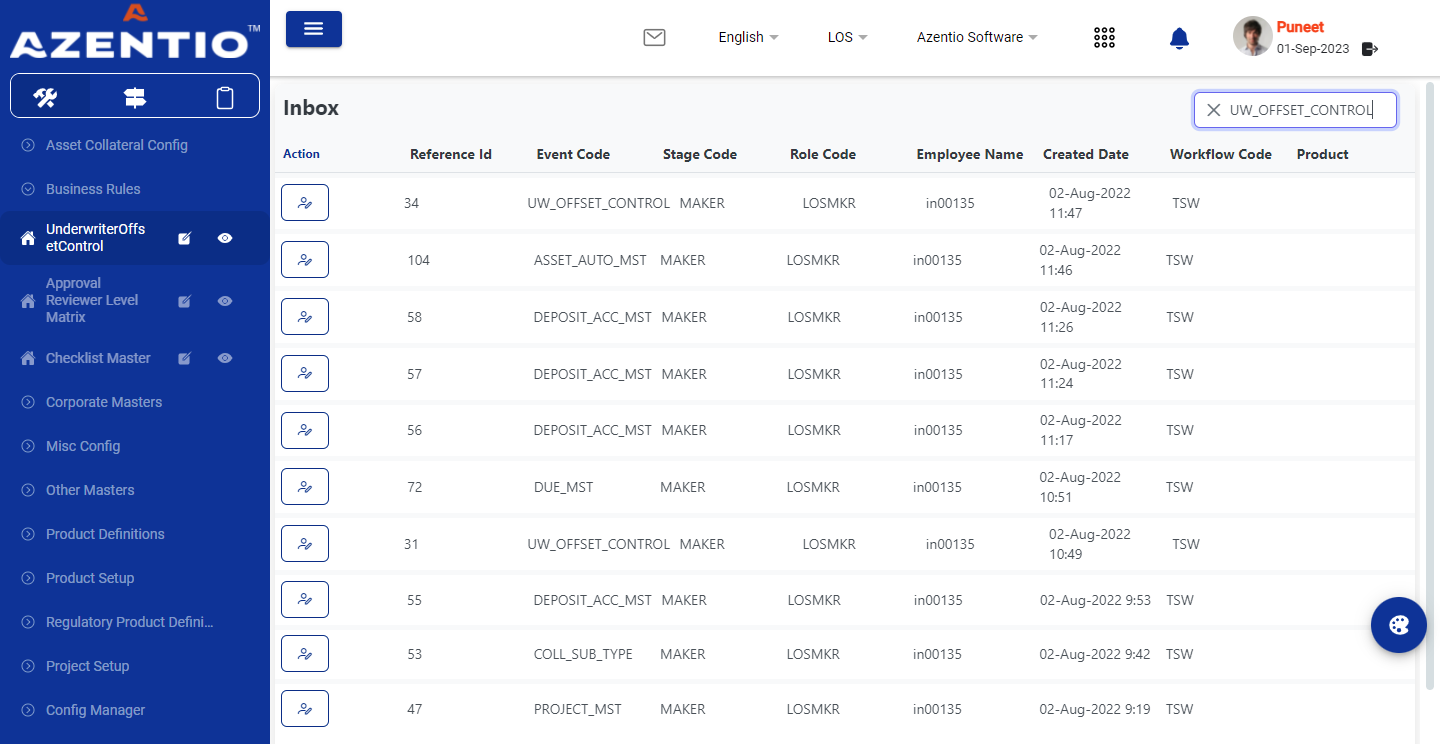 AZENTIO™
English
LOS
Azentio Software
Puneet
01-Sep-2023
Asset Collateral Config
Business Rules
UnderwriterOffs
etControl
Approval
Reviewer Level
Matrix
Checklist Master
Corporate Masters
Misc Config
Other Masters
Product Definitions
Product Setup
Regulatory Product Defini...
Project Setup
Config Manager
Inbox
UW_OFFSET_CONTROL
Action Reference Id Event Code Stage Code Role Code Employee Name Created Date Workflow Code Product
34 UW_OFFSET_CONTROL MAKER LOSMKR in00135 02-Aug-2022 TSW
11:47
104 ASSET_AUTO_MST MAKER LOSMKR in00135 02-Aug-2022 TSW
11:46
58 DEPOSIT_ACC_MST MAKER LOSMKR in00135 02-Aug-2022 TSW
11:26
57 DEPOSIT_ACC_MST MAKER LOSMKR in00135 02-Aug-2022 TSW
11:24
56 DEPOSIT_ACC_MST MAKER LOSMKR in00135 02-Aug-2022 TSW
11:17
72 DUE_MST MAKER LOSMKR in00135 02-Aug-2022 TSW
10:51
31 UW_OFFSET_CONTROL MAKER LOSMKR in00135 02-Aug-2022 TSW
10:49
55 DEPOSIT_ACC_MST MAKER LOSMKR in00135 02-Aug-2022 9:53 TSW
53 COLL_SUB_TYPE MAKER LOSMKR in00135 02-Aug-2022 9:42 TSW
47 PROJECT_MST MAKER LOSMKR in00135 02-Aug-2022 9:19 TSW